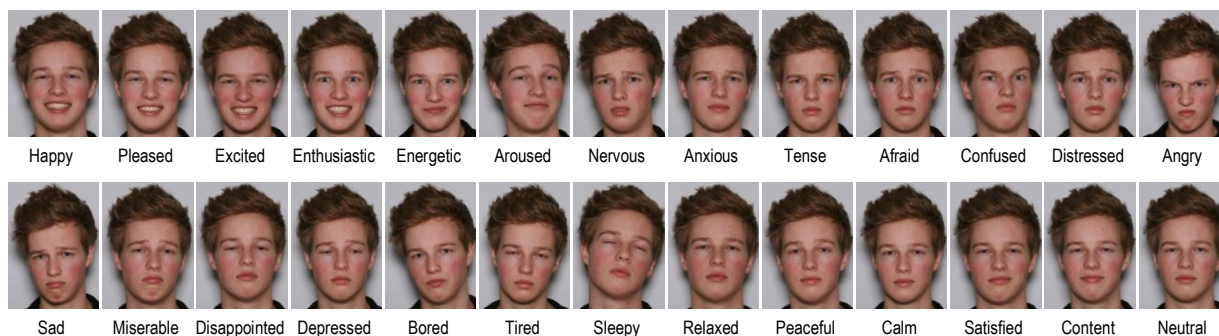 Happy Pleased Excited Enthusiastic Energetic Aroused Nervous Anxious Tense Afraid Confused Distressed Angry
Sad Miserable Disappointed Depressed Bored Tired Sleepy Relaxed Peaceful Calm Satisfied Content Neutral